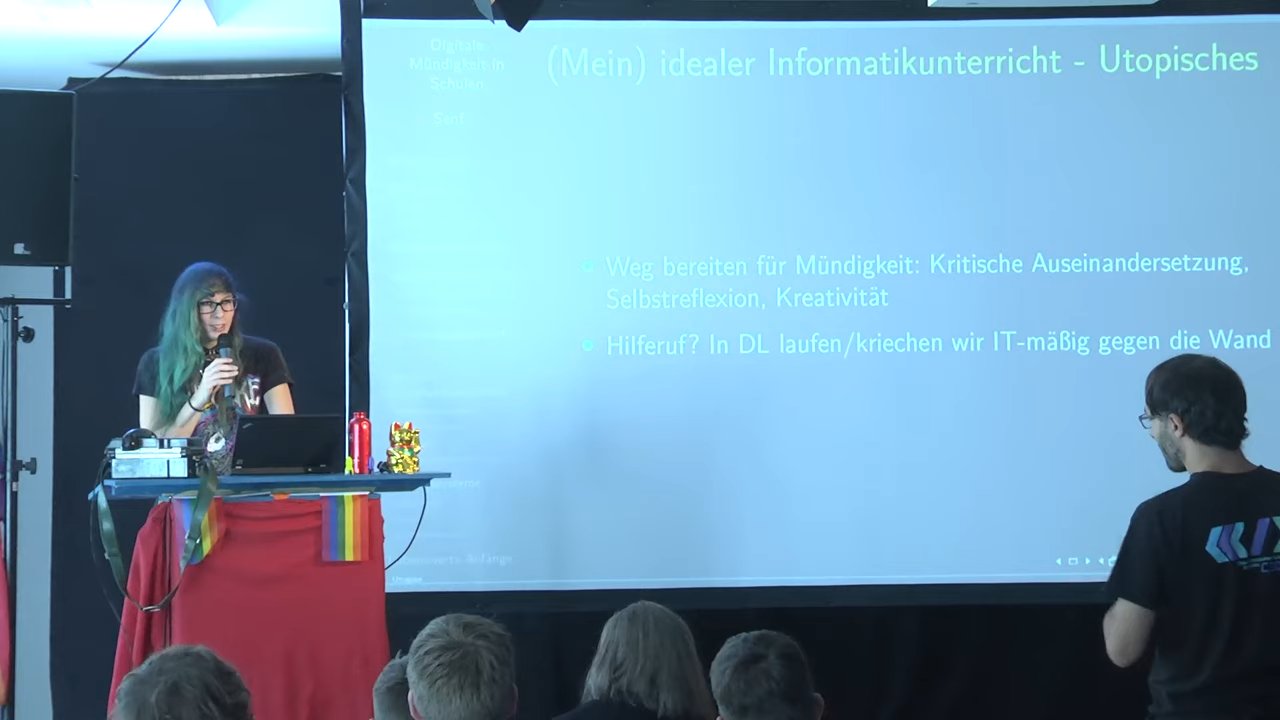 Digitale
Mündigkeit in
Schulen
Senf
(Mein) idealer Informatikunterricht - Utopisches
Weg bereiten für Mündigkeit: Kritische Auseinandersetzung,
Selbstreflexion, Kreativität
Hilferuf? In DL laufen/kriechen wir IT-mäßig gegen die Wand